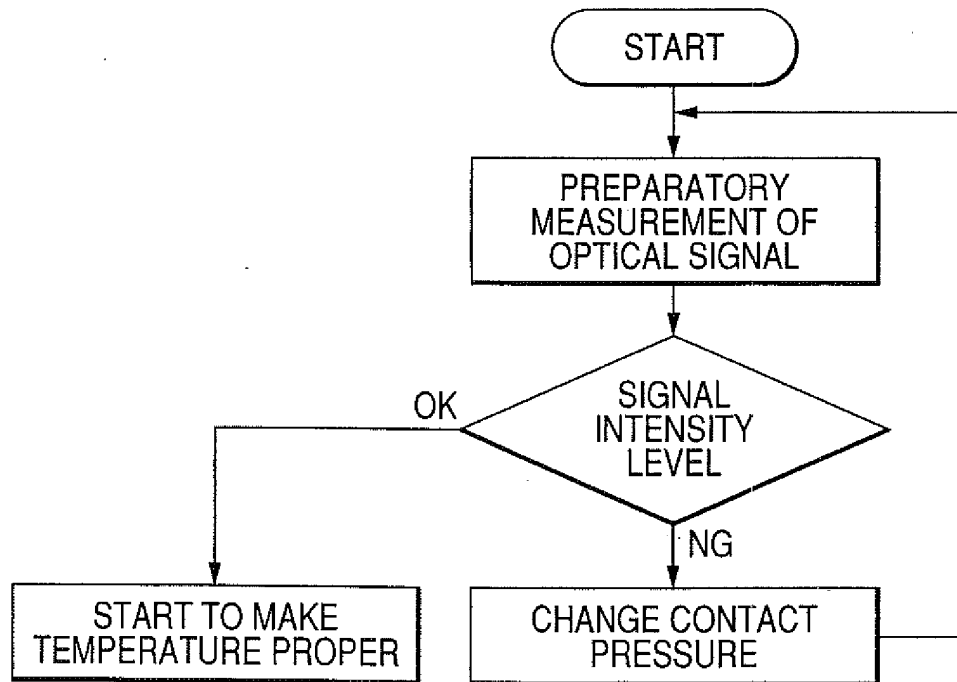 START
PREPARATORY
MEASUREMENT OF
OPTICAL SIGNAL
SIGNAL
INTENSITY
LEVEL
OK
NG
START TO MAKE
TEMPERATURE PROPER
CHANGE CONTACT
PRESSURE